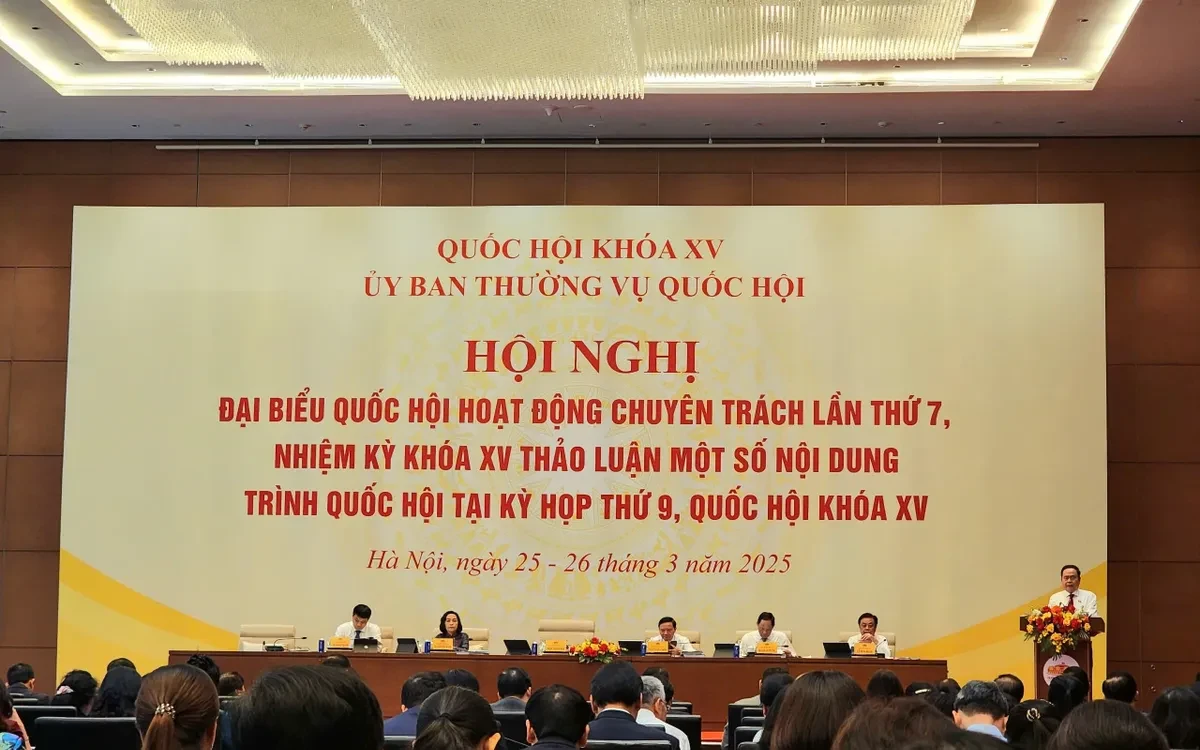 QUỐC HỘI KHÓA XV
ỦY BAN THƯỜNG VỤ QUỐC HỘI
HỘI NGHỊ
ĐẠI BIỂU QUỐC HỘI HOẠT ĐỘNG CHUYÊN TRÁCH LẦN THỨ 7,
NHIỆM KỲ KHÓA XV THẢO LUẬN MỘT SỐ NỘI DUNG
TRÌNH QUỐC HỘI TẠI KỲ HỌP THỨ 9, QUỐC HỘI KHÓA XV
Hà Nội, ngày 25 - 26 tháng 3 năm 2025